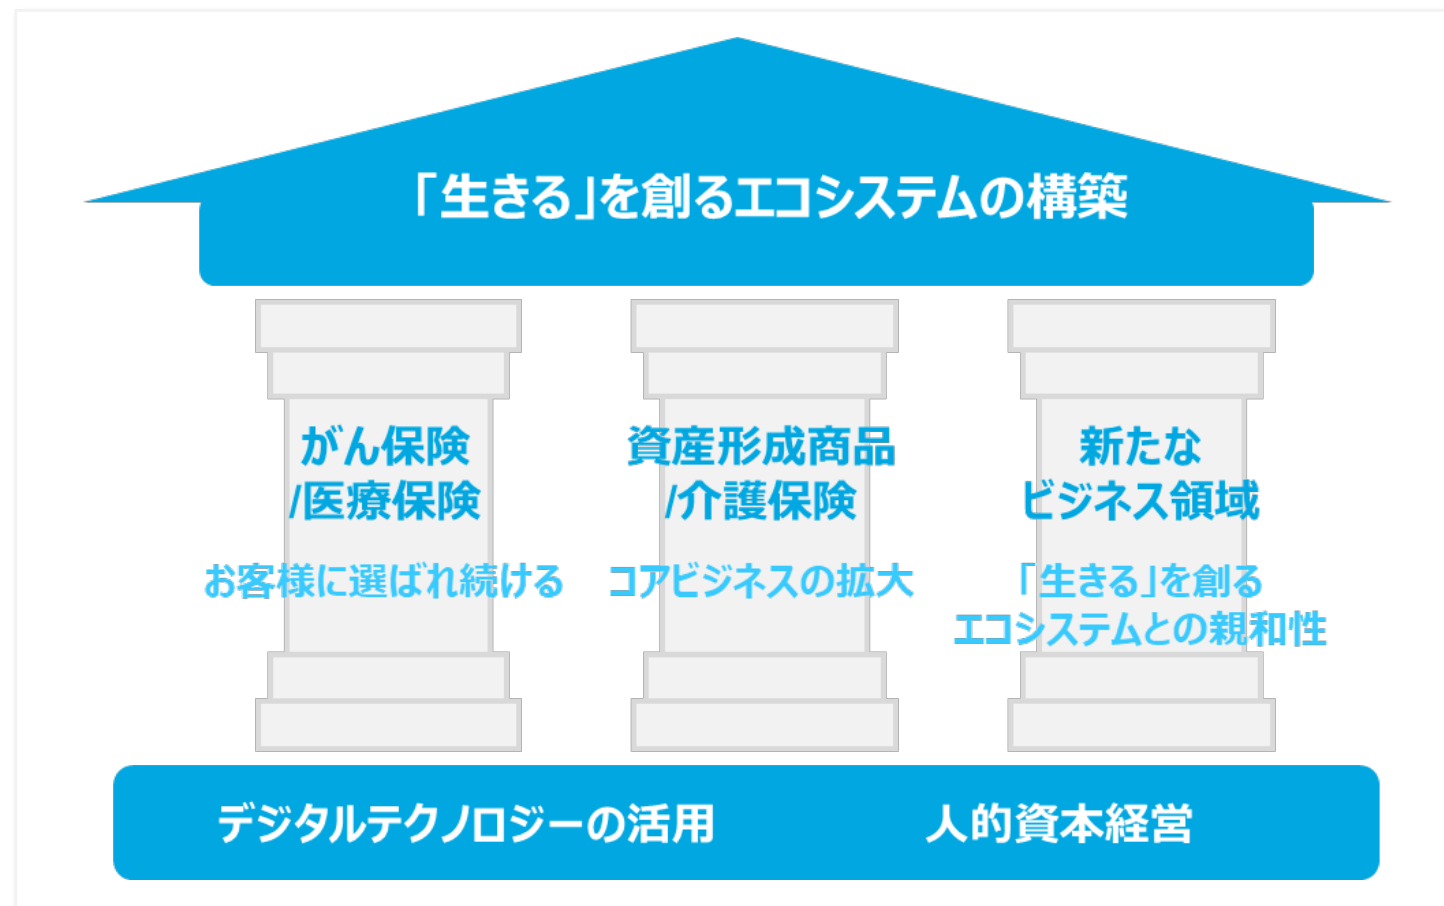 「生きる」を創るエコシステムの構築
がん保険
/医療保険
お客様に選ばれ続ける
資産形成商品
/介護保険
コアビジネスの拡大
新たな
ビジネス領域
「生きる」を創る
エコシステムとの親和性
デジタルテクノロジーの活用
人的資本経営